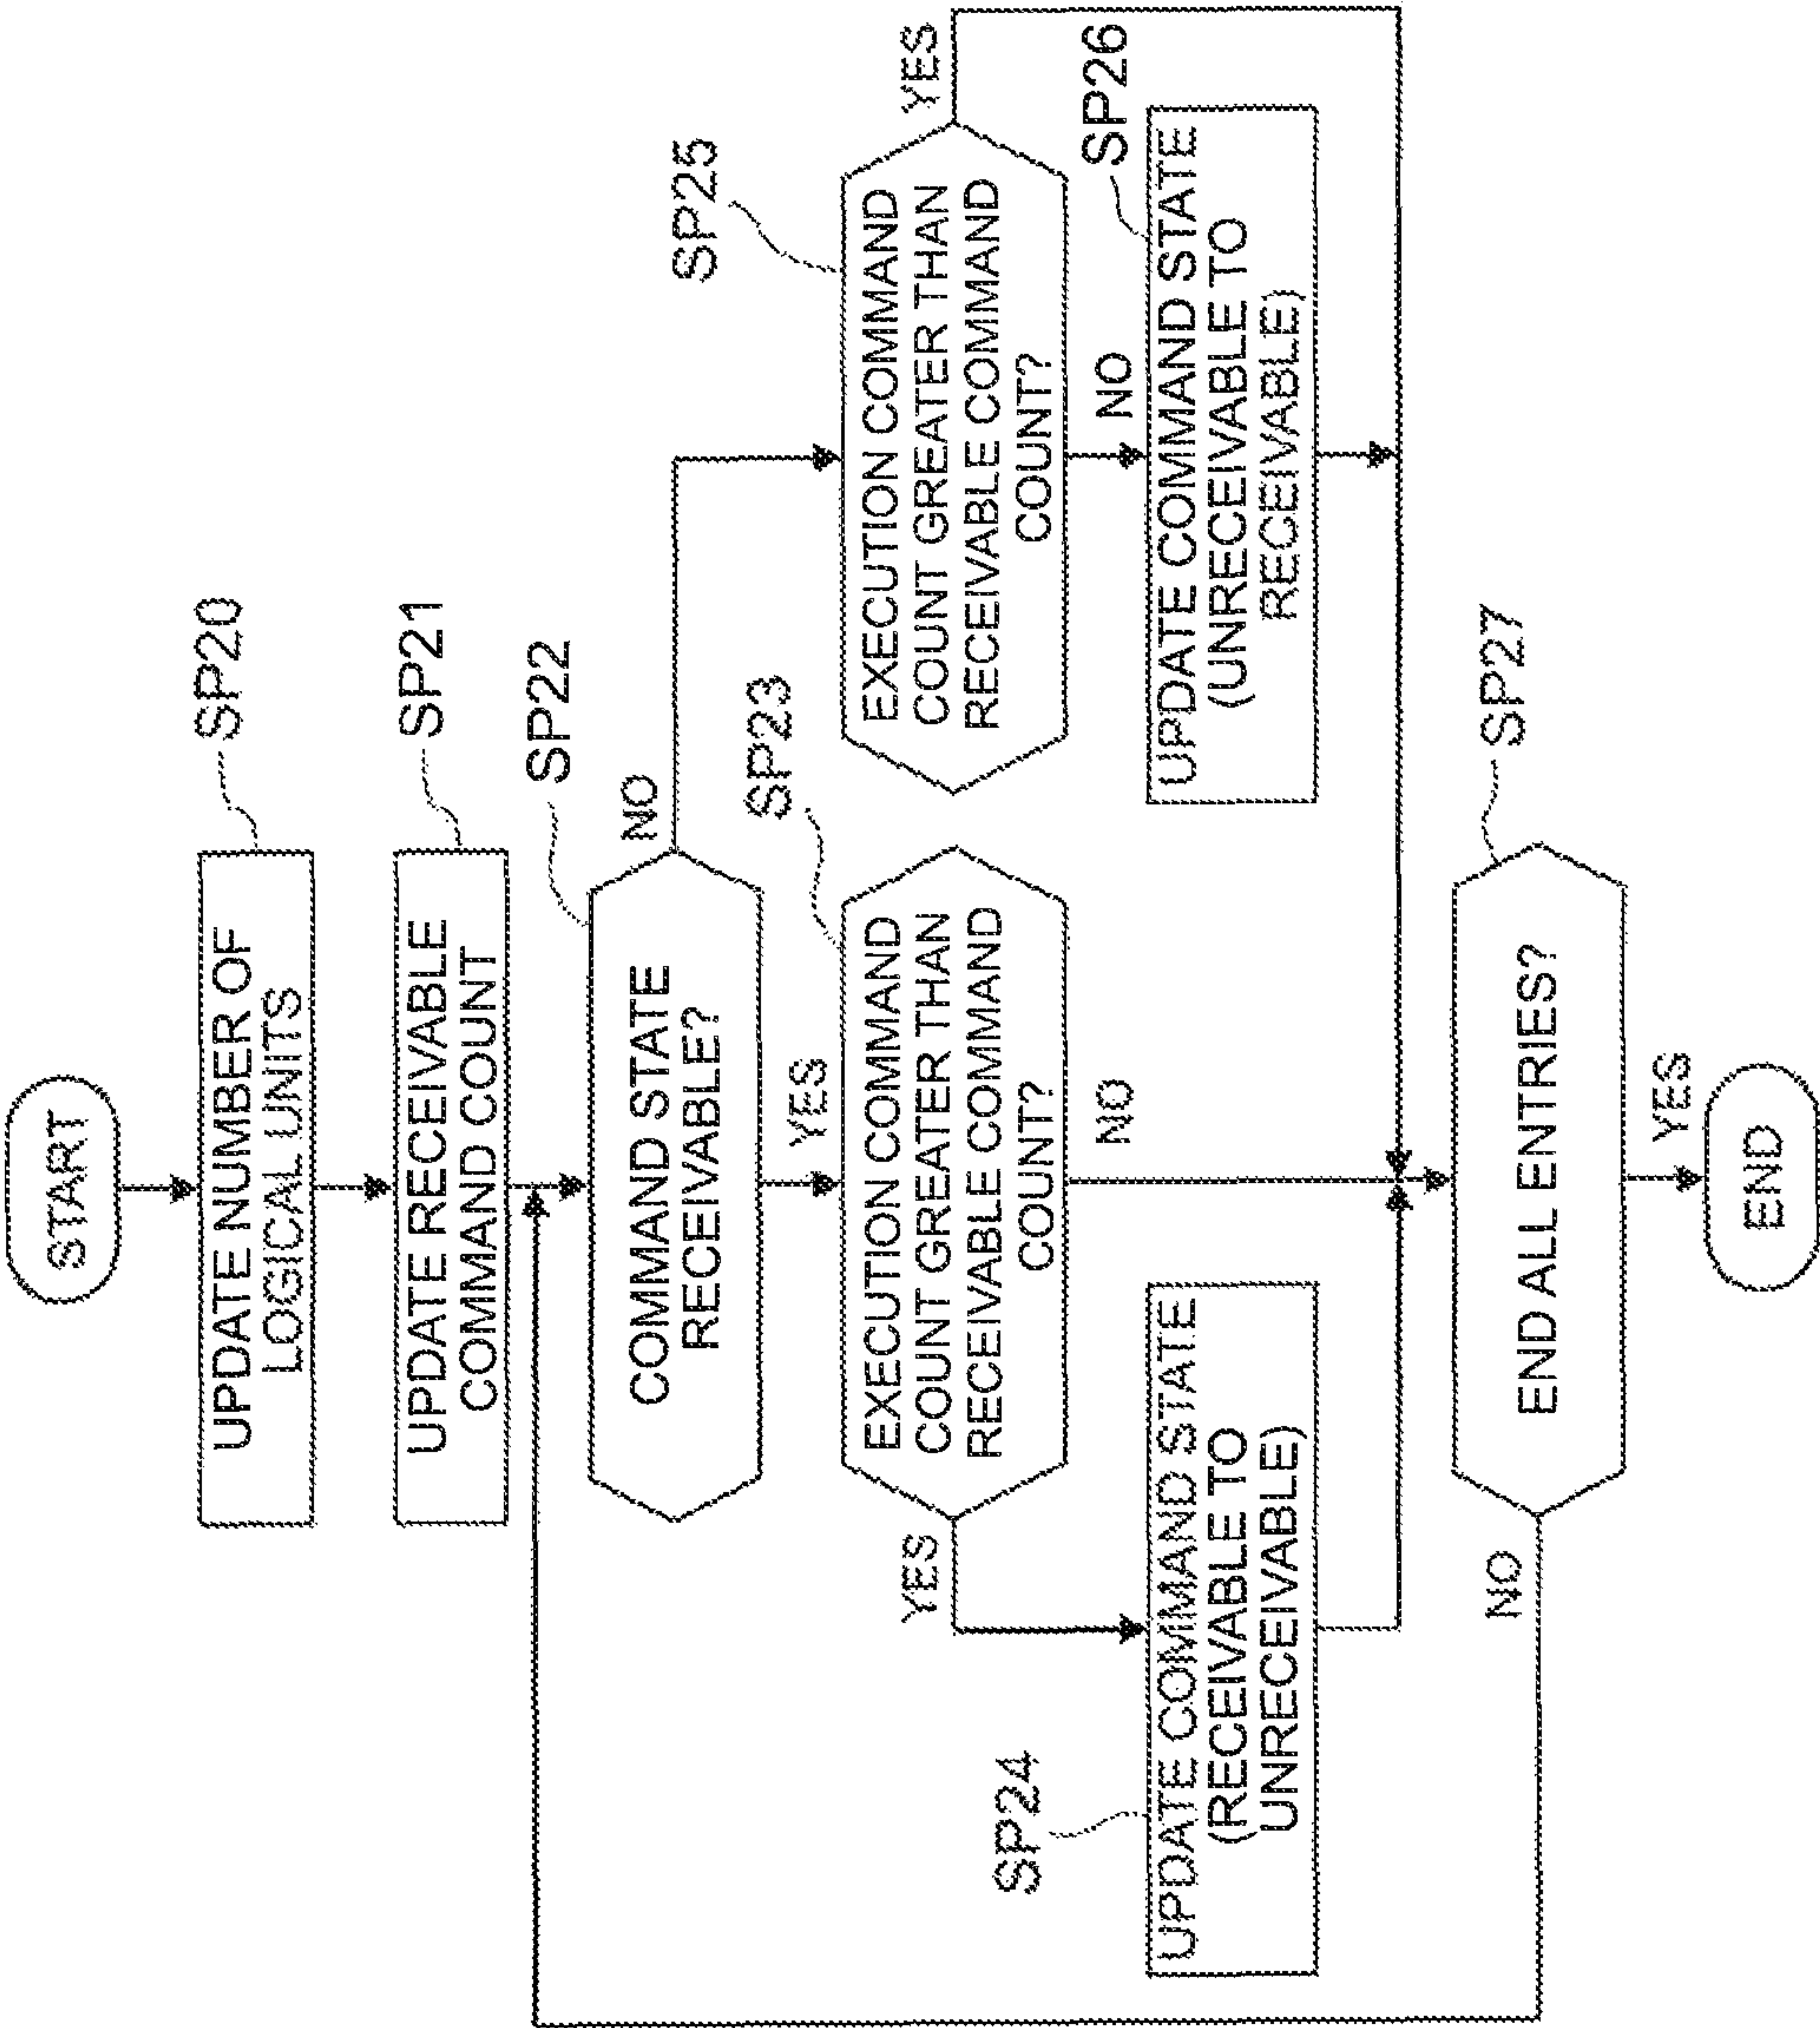 START
SP20
UPDATE NUMBER OF
LOGICAL UNITS
SP21
UPDATE RECEIVABLE
COMMAND COUNT
SP22
COMMAND STATE
RECEIVABLE?
NO
YES
SP23
EXECUTION COMMAND
COUNT GREATER THAN
RECEIVABLE COMMAND
COUNT?
YES
NO
SP24
UPDATE COMMAND STATE
(RECEIVABLE TO
UNRECEIVABLE)
SP25
EXECUTION COMMAND
COUNT GREATER THAN
RECEIVABLE COMMAND
COUNT?
YES
NO
SP26
UPDATE COMMAND STATE
(UNRECEIVABLE TO
RECEIVABLE)
SP27
END ALL ENTRIES?
NO
YES
END